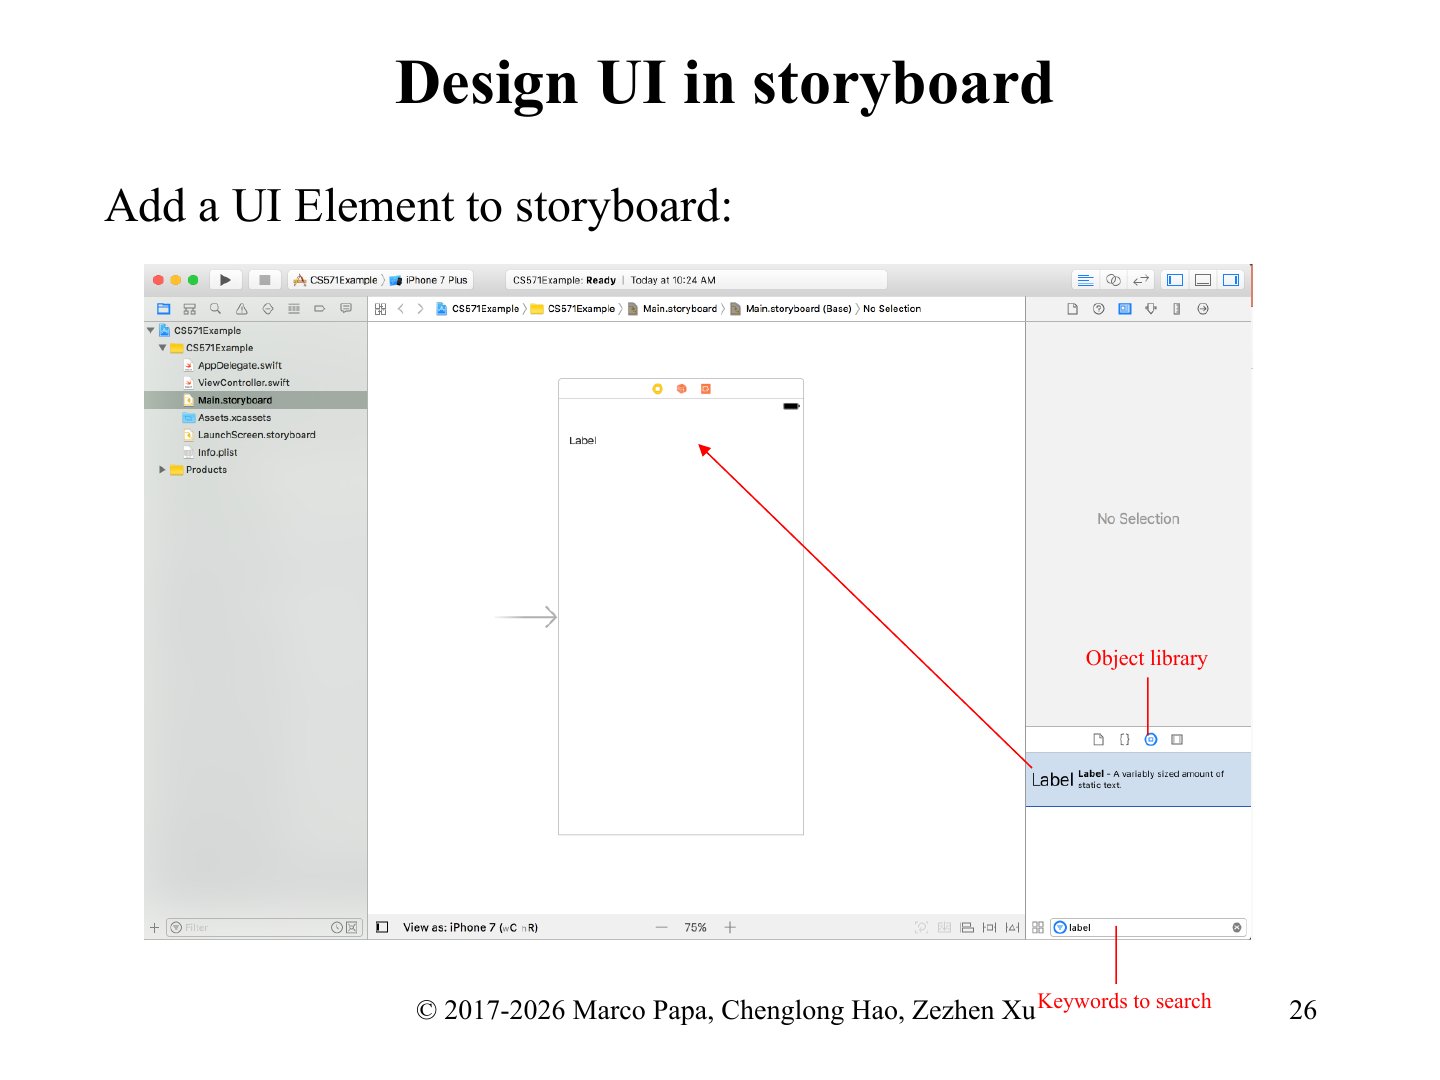 Design UI in storyboard
Add a UI Element to storyboard:
CS571Example iPhone 7 Plus
CS571Example: Ready | Today at 10:24 AM
CS571Example CS571Example Main.storyboard Main.storyboard (Base) No Selection
CS571Example
CS571Example
AppDelegate.swift
ViewController.swift
Main.storyboard
Assets.xcassets
LaunchScreen.storyboard
Info.plist
Products
Label
No Selection
Object library
Label Label - A variably sized amount of
static text.
Filter
View as: iPhone 7 (wC hR)
75%
label
Keywords to search
© 2017-2026 Marco Papa, Chenglong Hao, Zezhen Xu
26